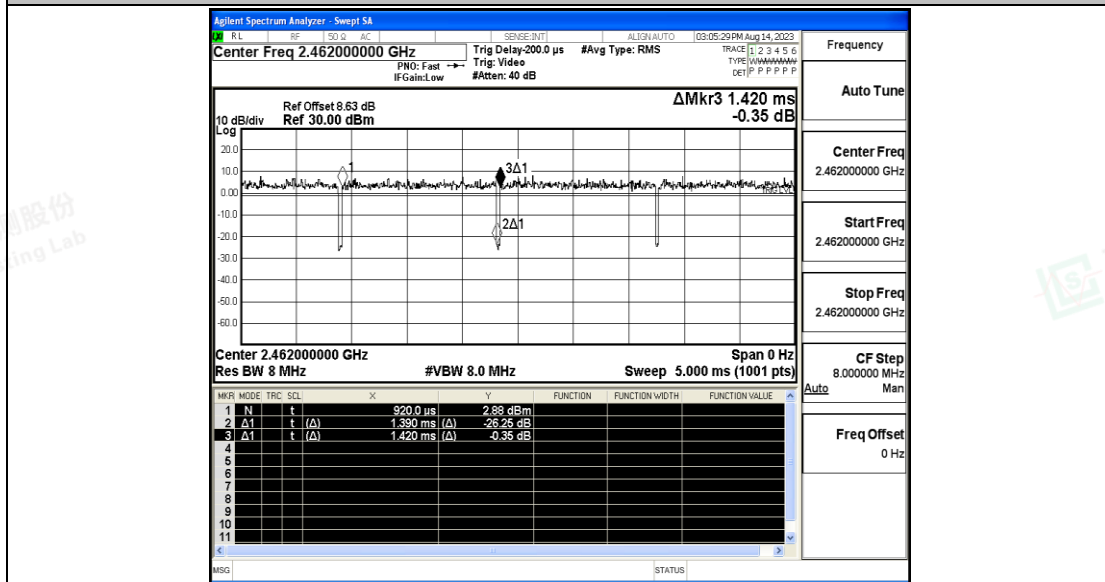 Agilent Spectrum Analyzer - Swept SA
RL RF 50 Ω AC SENSE:INT ALIGN AUTO 03:05:29 PM Aug 14, 2023
Center Freq 2.462000000 GHz
PNO: Fast
IFGain:Low
Trig Delay-200.0 µs
Trig: Video
#Atten: 40 dB
#Avg Type: RMS
TRACE 1 2 3 4 5 6
TYPE
DET P P P P P P
ΔMkr3 1.420 ms
-0.35 dB
Ref Offset 8.63 dB
10 dB/div Ref 30.00 dBm
Log
20.0
10.0
0.00
-10.0
-20.0
-30.0
-40.0
-50.0
-60.0
1
3Δ1
2Δ1
TRIG LVL
Center 2.462000000 GHz Span 0 Hz
Res BW 8 MHz #VBW 8.0 MHz Sweep 5.000 ms (1001 pts)
MKR MODE TRC SCL X Y FUNCTION FUNCTION WIDTH FUNCTION VALUE
1 N t 920.0 µs 2.88 dBm
2 Δ1 t (Δ) 1.390 ms (Δ) -26.25 dB
3 Δ1 t (Δ) 1.420 ms (Δ) -0.35 dB
4
5
6
7
8
9
10
11
MSG STATUS
Frequency
Auto Tune
Center Freq
2.462000000 GHz
Start Freq
2.462000000 GHz
Stop Freq
2.462000000 GHz
CF Step
8.000000 MHz
Auto Man
Freq Offset
0 Hz
测股份
Lab